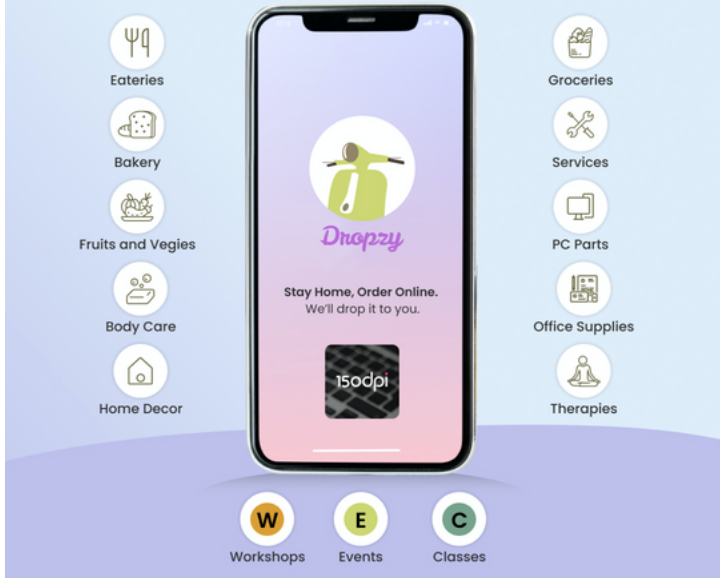 Eateries
Bakery
Fruits and Vegies
Body Care
Home Decor
Dropzy
Stay Home, Order Online.
We'll drop it to you.
150dpi
Groceries
Services
PC Parts
Office Supplies
Therapies
W
E
C
Workshops
Events
Classes